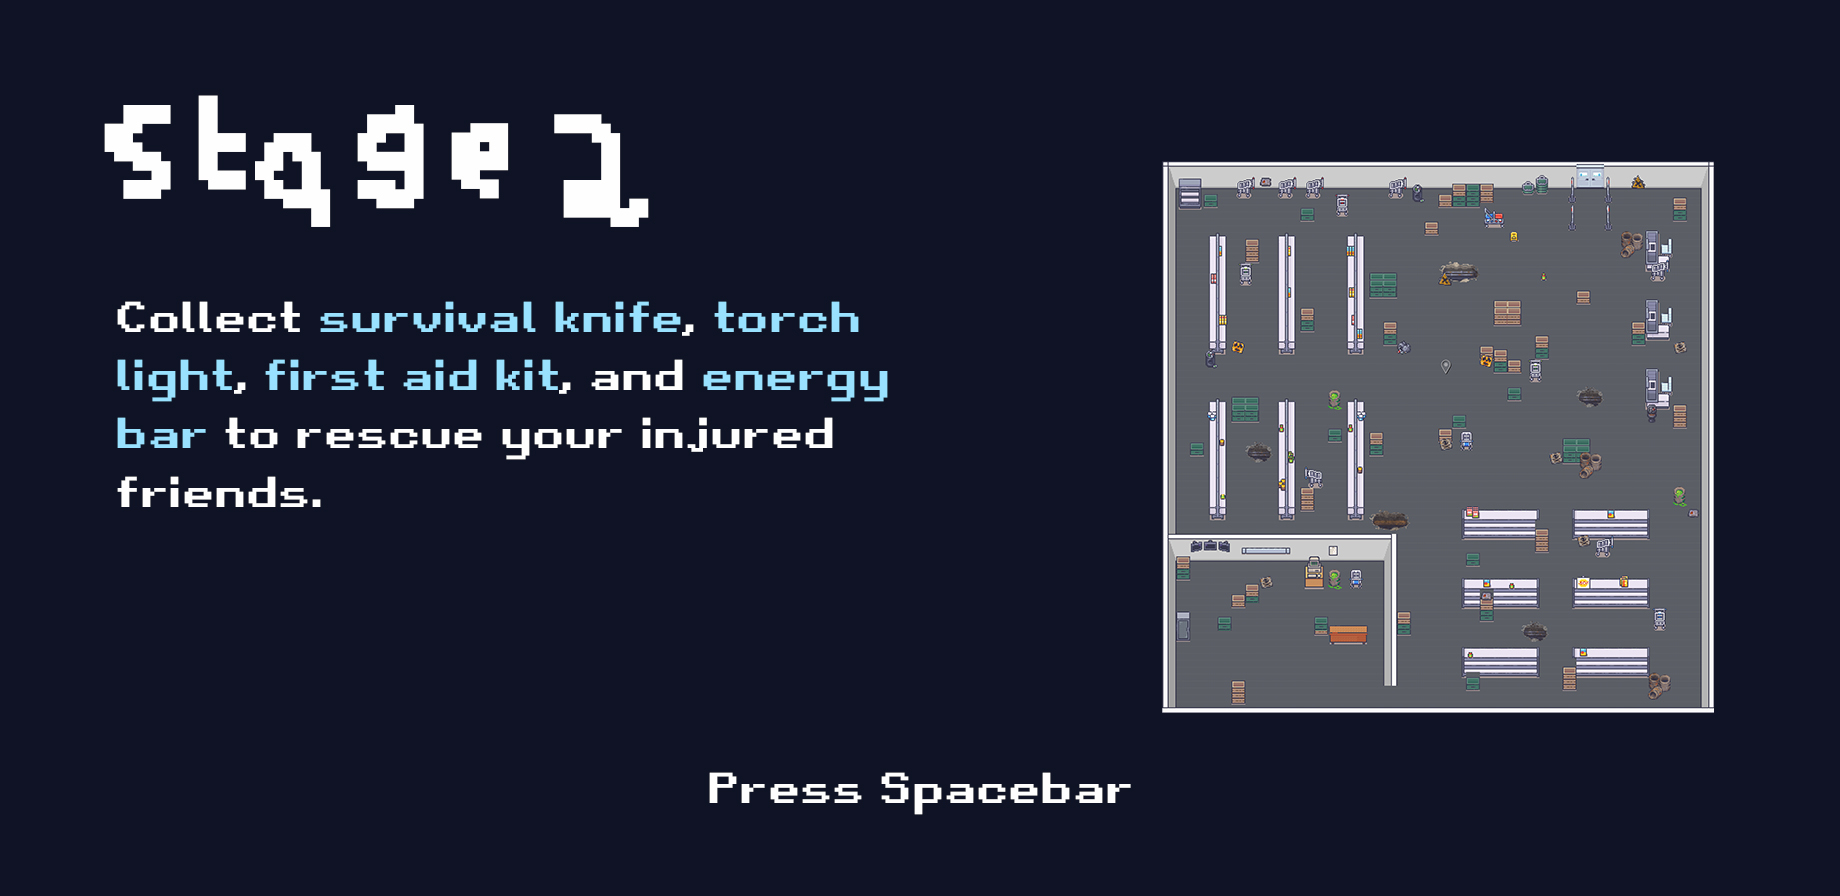 Stage 2
Collect survival knife, torch
light, first aid kit, and energy
bar to rescue your injured
friends.
Press Spacebar